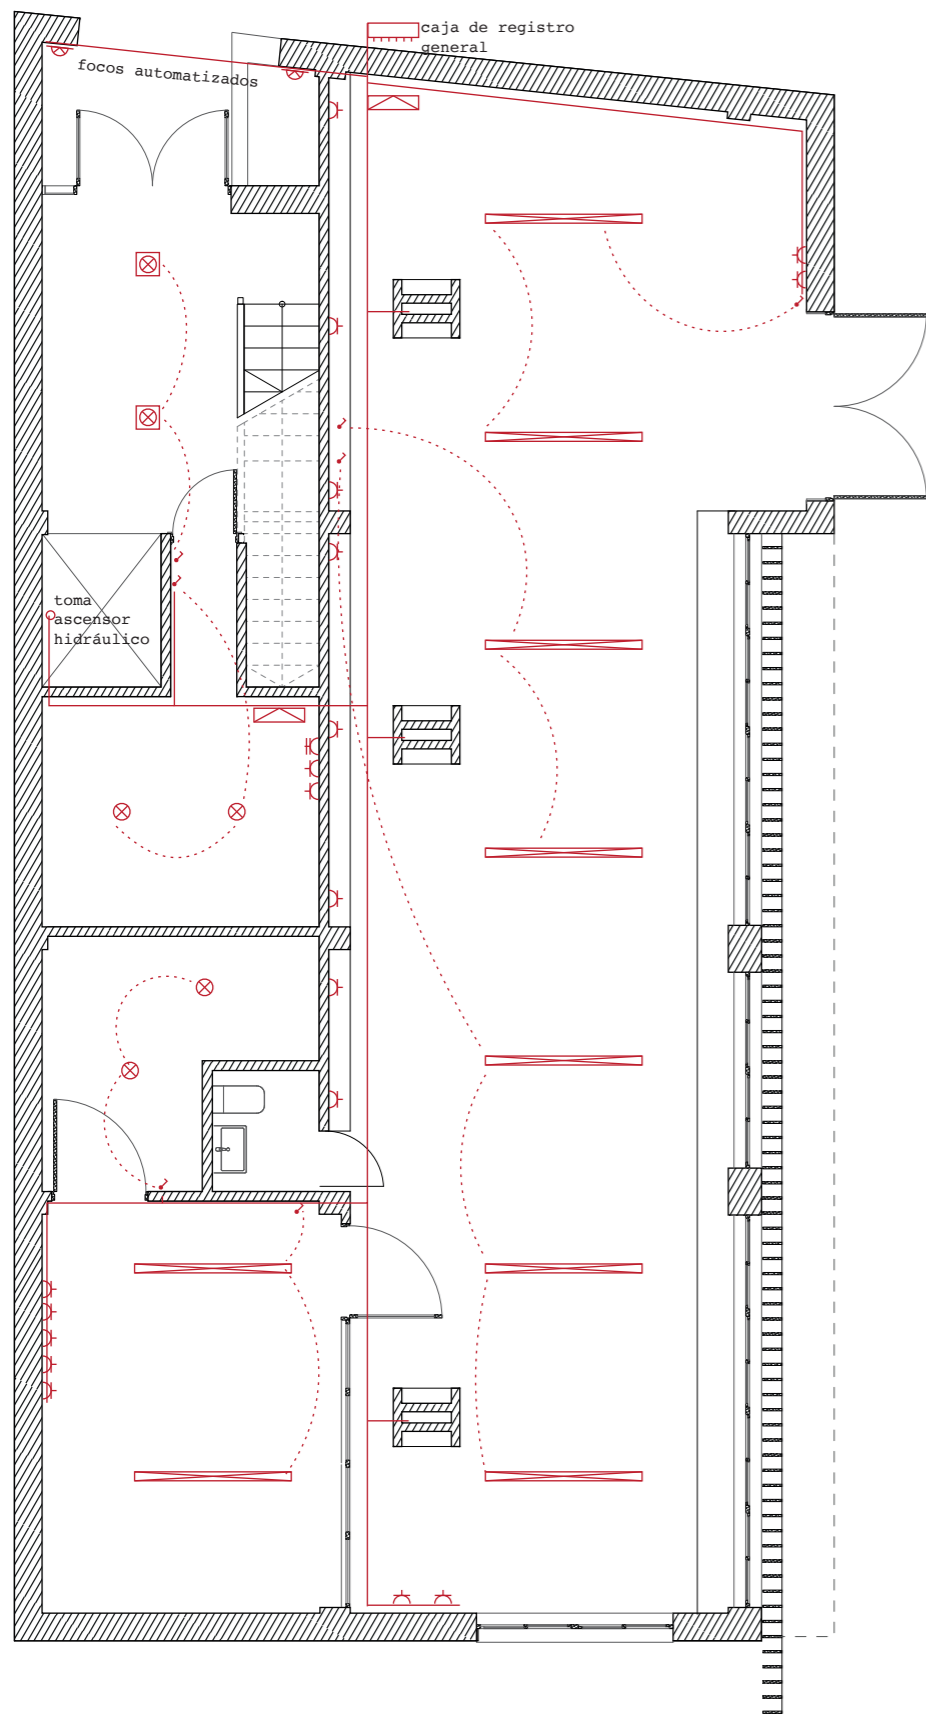 caja de registro
general
focos automatizados
toma
ascensor
hidráulico